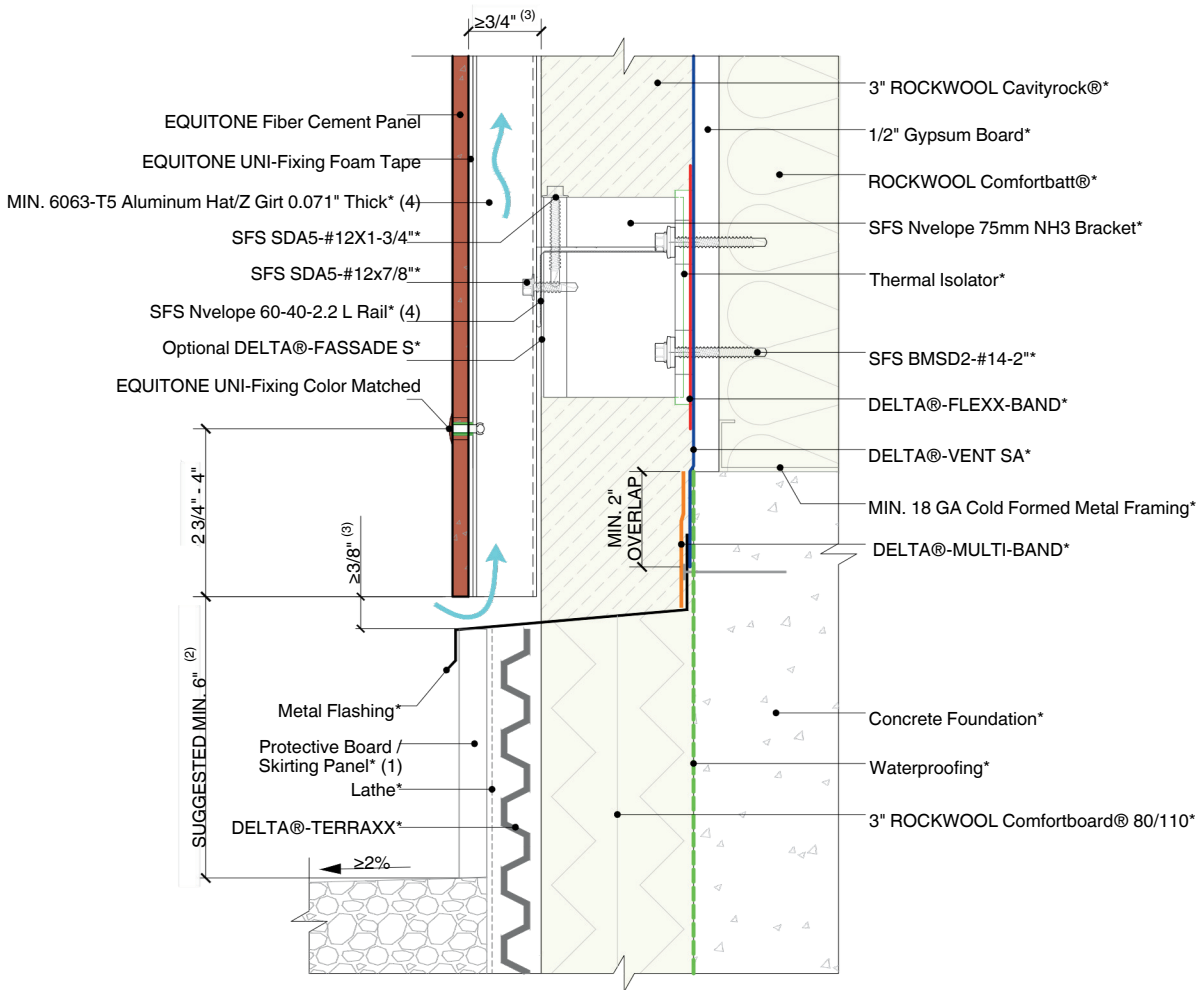 ≥3/4" (3)
EQUITONE Fiber Cement Panel
EQUITONE UNI-Fixing Foam Tape
MIN. 6063-T5 Aluminum Hat/Z Girt 0.071" Thick* (4)
SFS SDA5-#12X1-3/4"*
SFS SDA5-#12x7/8"*
SFS Nvelope 60-40-2.2 L Rail* (4)
Optional DELTA®-FASSADE S*
EQUITONE UNI-Fixing Color Matched
2 3/4" - 4"
≥3/8" (3)
SUGGESTED MIN. 6" (2)
Metal Flashing*
Protective Board /
Skirting Panel* (1)
Lathe*
DELTA®-TERRAXX*
≥2%
MIN. 2"
OVERLAP
3" ROCKWOOL Cavityrock®*
1/2" Gypsum Board*
ROCKWOOL Comfortbatt®*
SFS Nvelope 75mm NH3 Bracket*
Thermal Isolator*
SFS BMSD2-#14-2"*
DELTA®-FLEXX-BAND*
DELTA®-VENT SA*
MIN. 18 GA Cold Formed Metal Framing*
DELTA®-MULTI-BAND*
Concrete Foundation*
Waterproofing*
3" ROCKWOOL Comfortboard® 80/110*